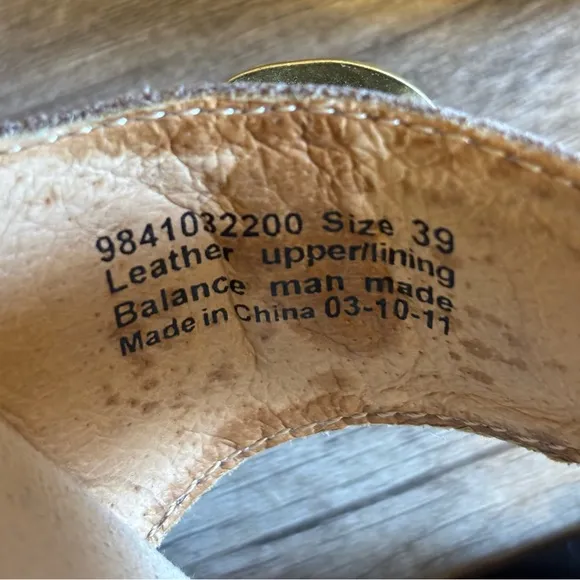 9841032200 Size 39
Leather upper/lining
Balance man made
Made in China 03-10-11